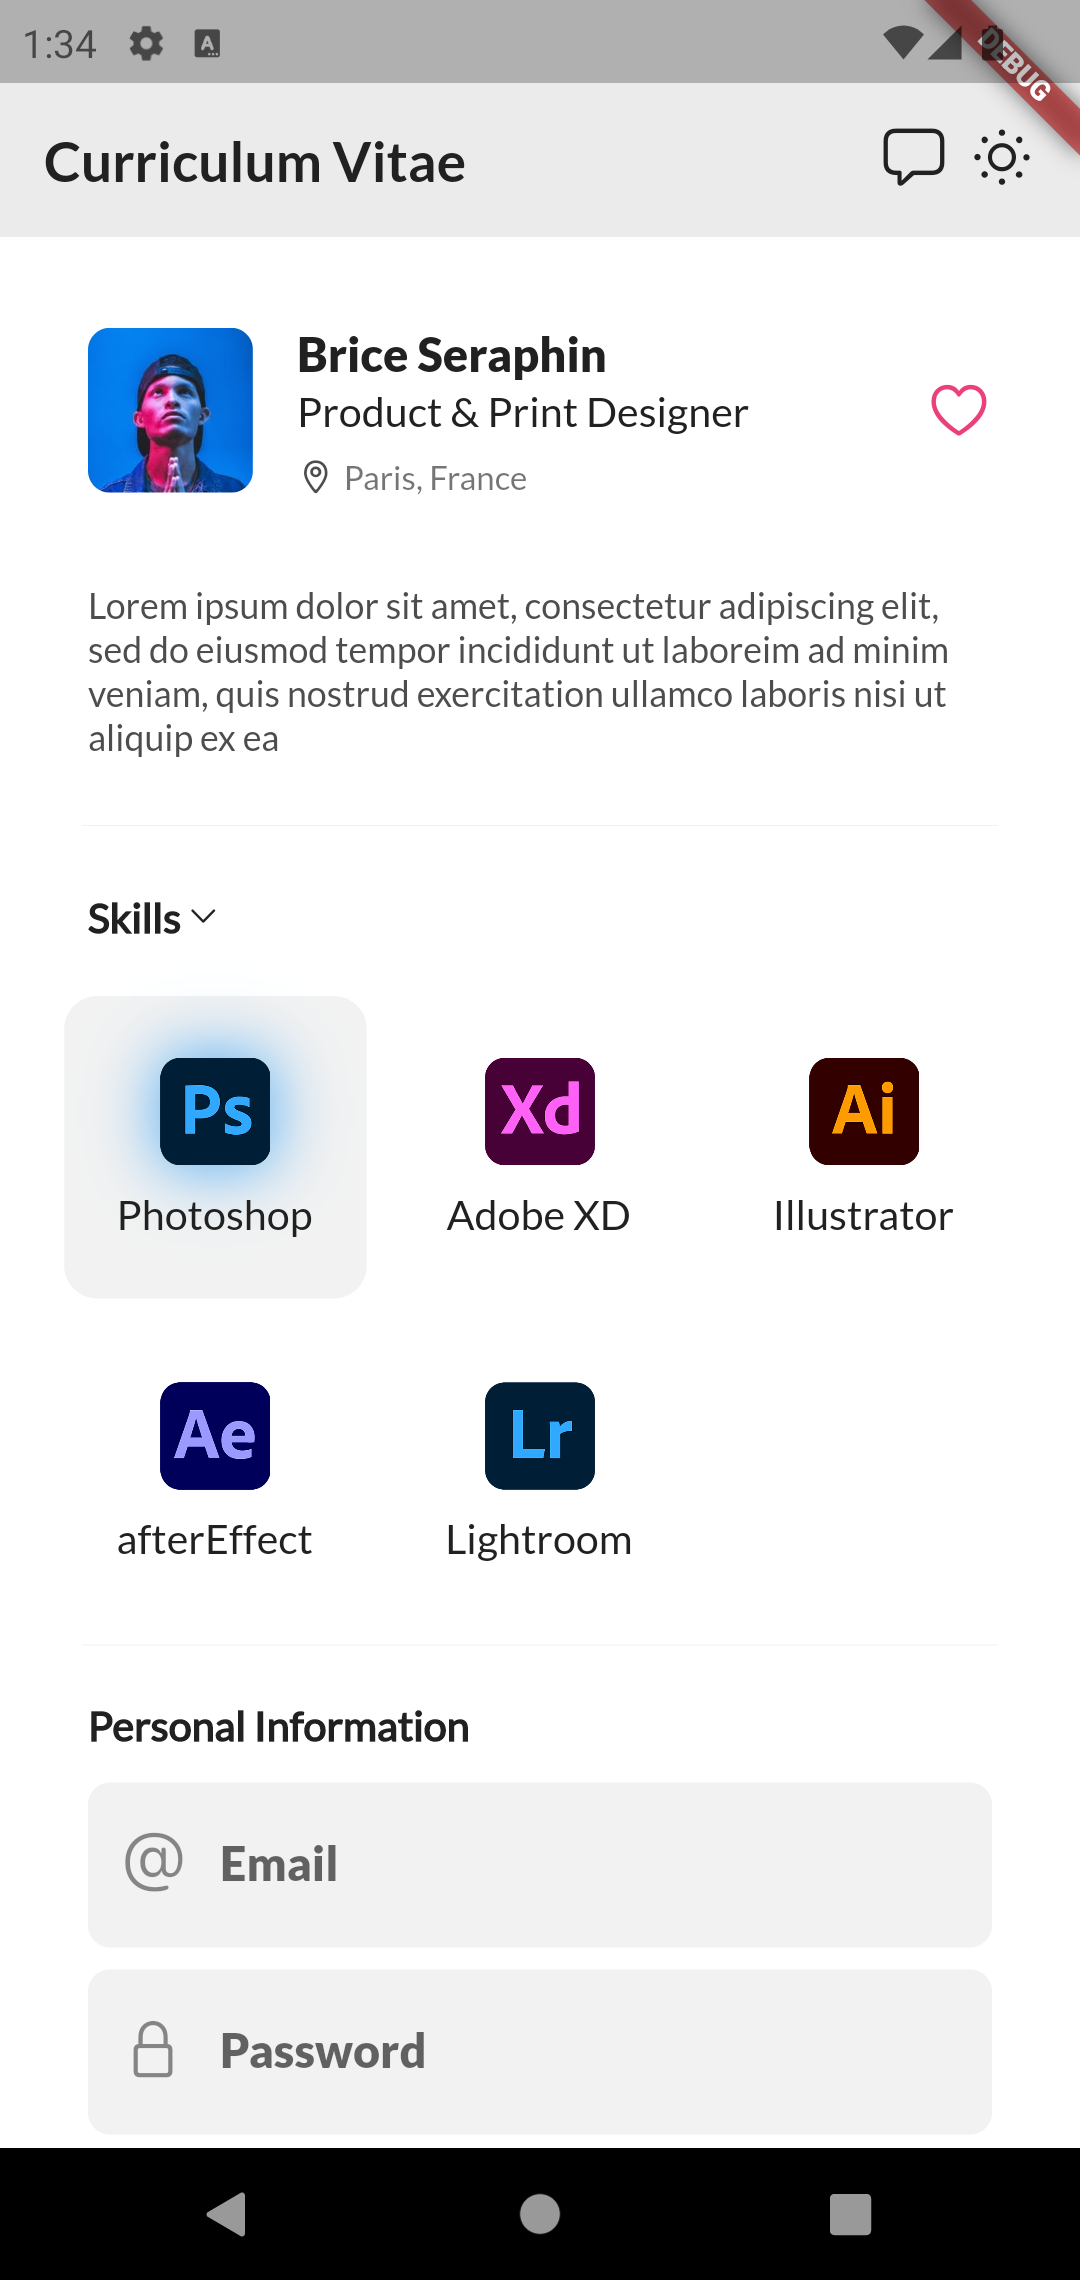 1:34
A
DEBUG
Curriculum Vitae
Brice Seraphin
Product & Print Designer
Paris, France
Lorem ipsum dolor sit amet, consectetur adipiscing elit,
sed do eiusmod tempor incididunt ut laboreim ad minim
veniam, quis nostrud exercitation ullamco laboris nisi ut
aliquip ex ea
Skills
Ps
Xd
Ai
Photoshop
Adobe XD
Illustrator
Ae
Lr
afterEffect
Lightroom
Personal Information
@ Email
Password